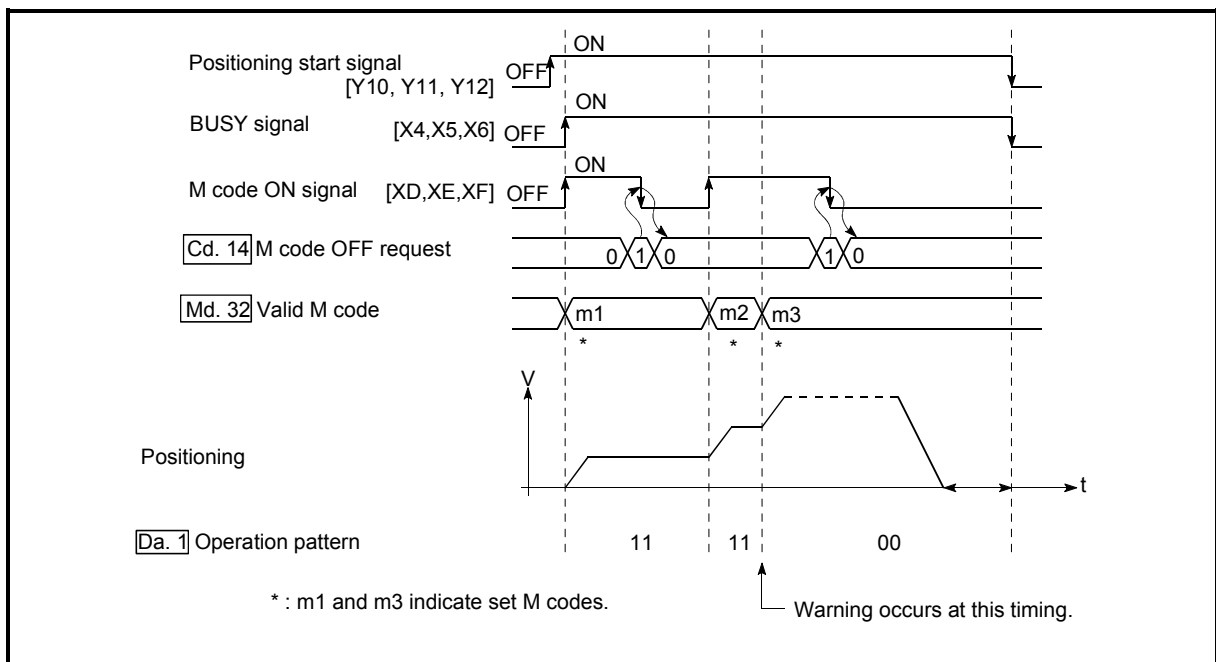 ON
Positioning start signal
[Y10, Y11, Y12]
OFF
ON
BUSY signal [X4,X5,X6] OFF
ON
M code ON signal [XD,XE,XF] OFF
Cd. 14 M code OFF request 0 1 0 1 0
Md. 32 Valid M code m1 m2 m3
* * *
V
Positioning
t
Da. 1 Operation pattern 11 11 00
* : m1 and m3 indicate set M codes.
Warning occurs at this timing.